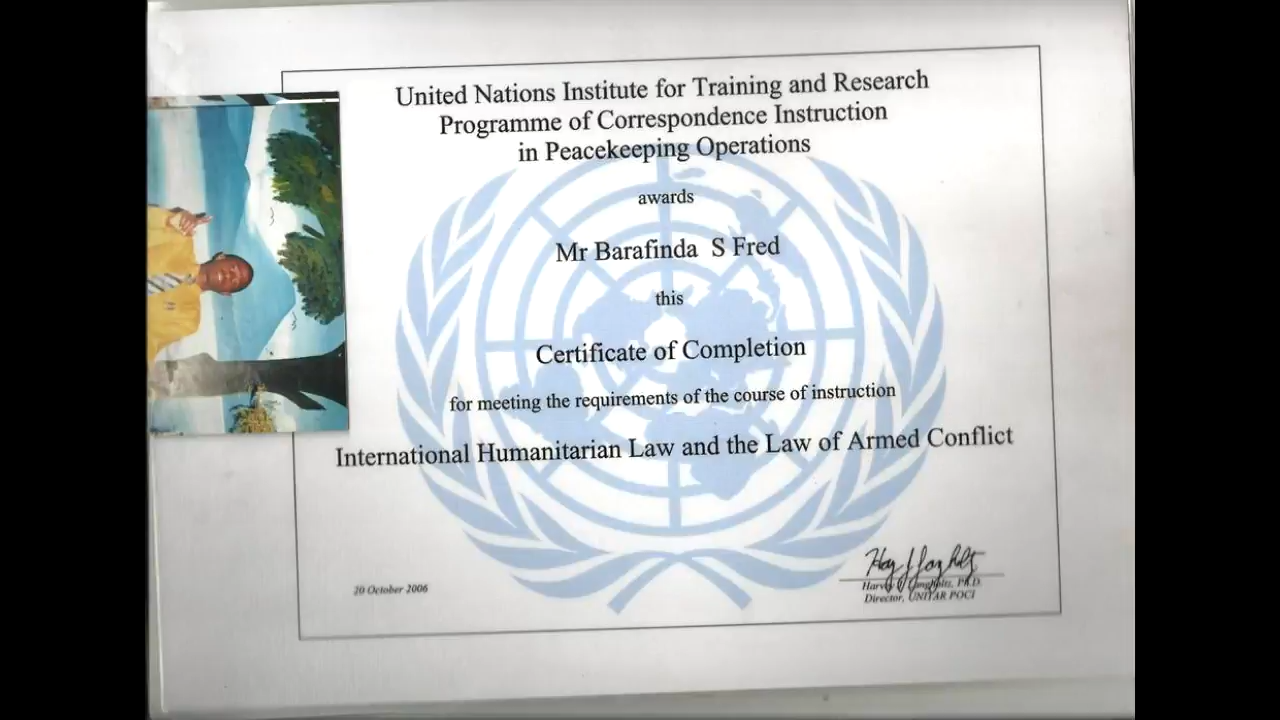 United Nations Institute for Training and Research
Programme of Correspondence Instruction
in Peacekeeping Operations
awards
Mr Barafinda S Fred
this
Certificate of Completion
for meeting the requirements of the course of instruction
International Humanitarian Law and the Law of Armed Conflict
20 October 2006
Ph.D.
Director, UNITAR POCI